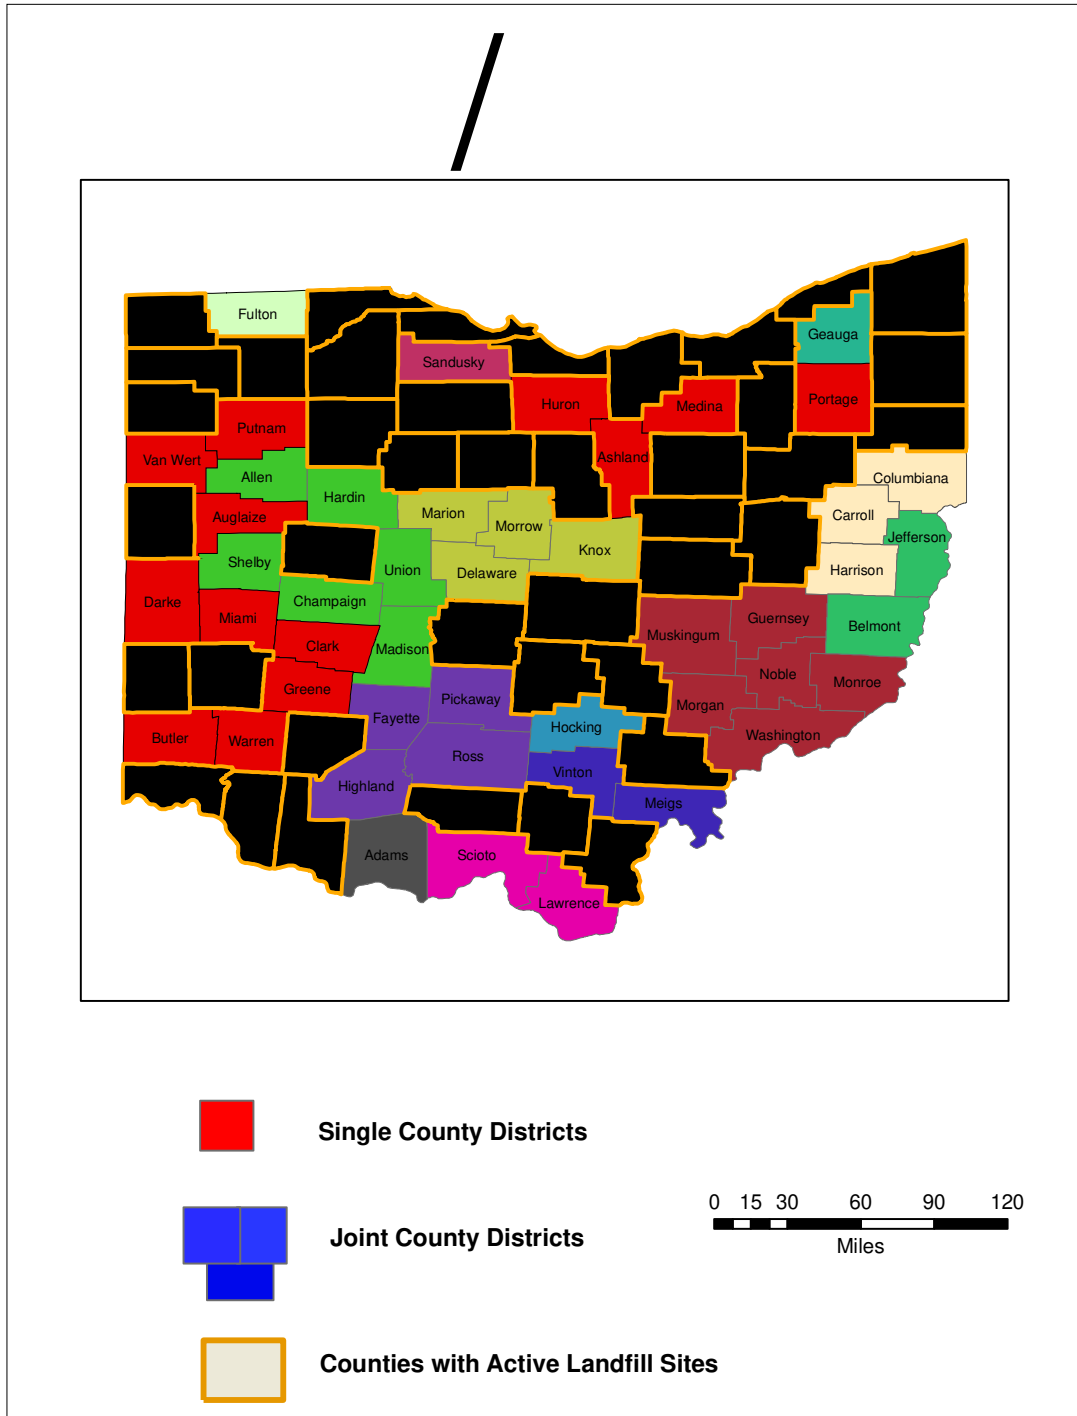 Fulton
Geauga
Sandusky
Portage
Huron
Medina
Putnam
Van Wert
Ashland
Allen
Columbiana
Hardin
Marion
Carroll
Auglaize
Morrow
Jefferson
Knox
Shelby
Union
Delaware
Harrison
Darke
Champaign
Miami
Guernsey
Belmont
Muskingum
Clark
Madison
Noble
Monroe
Greene
Pickaway
Morgan
Fayette
Hocking
Butler
Warren
Washington
Ross
Vinton
Highland
Meigs
Adams
Scioto
Lawrence
Single County Districts
0 15 30 60 90 120
Joint County Districts
Miles
Counties with Active Landfill Sites